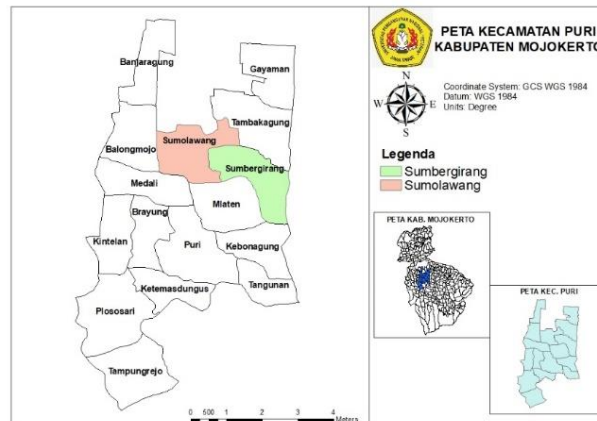 PETA KECAMATAN PURI
KABUPATEN MOJOKERTO
N
W E
S
Coordinate System: GCS WGS 1984
Datum: WGS 1984
Units: Degree
Legenda
Sumbergirang
Sumolawang
PETA KAB. MOJOKERTO
PETA KEC. PURI
Banjaragung
Gayaman
Tambakagung
Sumolawang
Balongmojo
Sumbergirang
Medali
Mlaten
Brayung
Kintelan
Puri
Kebonagung
Ketemasdungus
Tangunan
Plososari
Tampungrejo
0 500 1 2 3 4
Meters